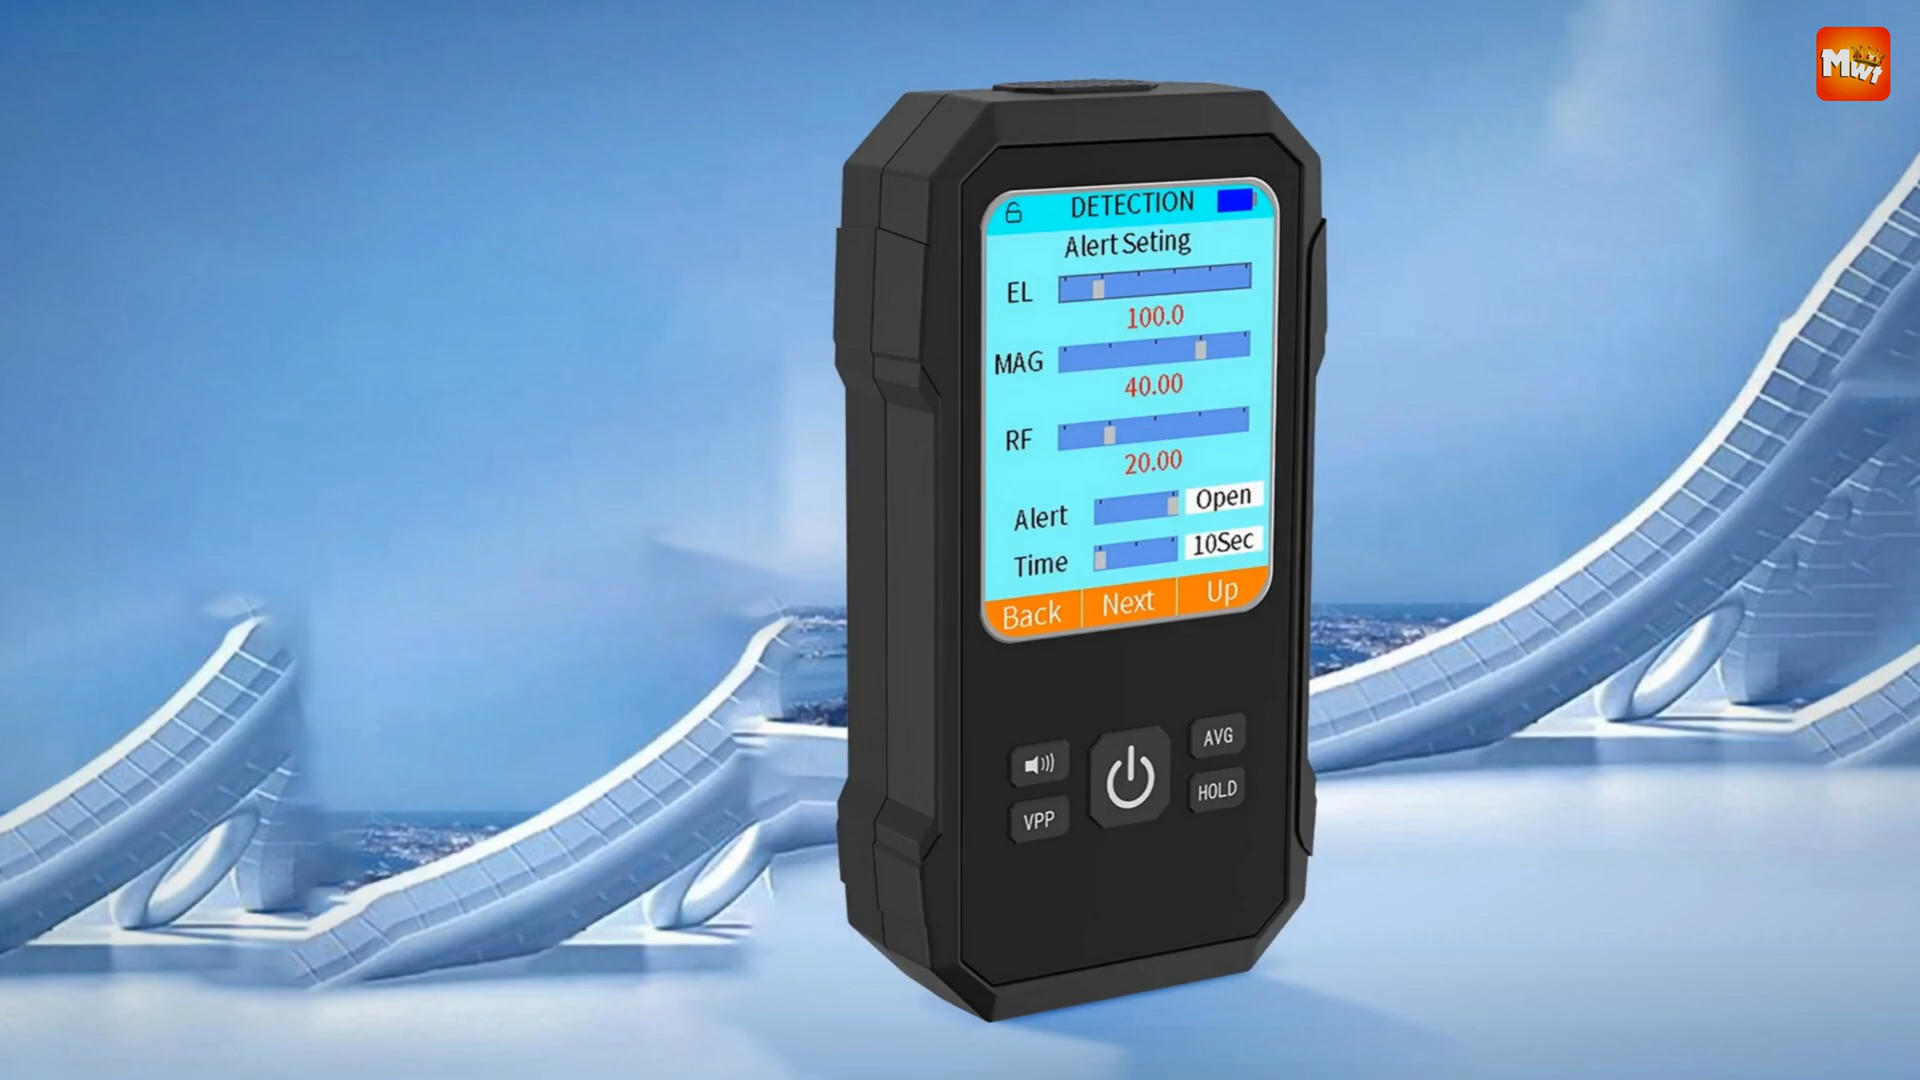 Mwt
DETECTION
Alert Seting
EL
100.0
MAG
40.00
RF
20.00
Alert Open
Time 10Sec
Back Next Up
AVG
VPP HOLD